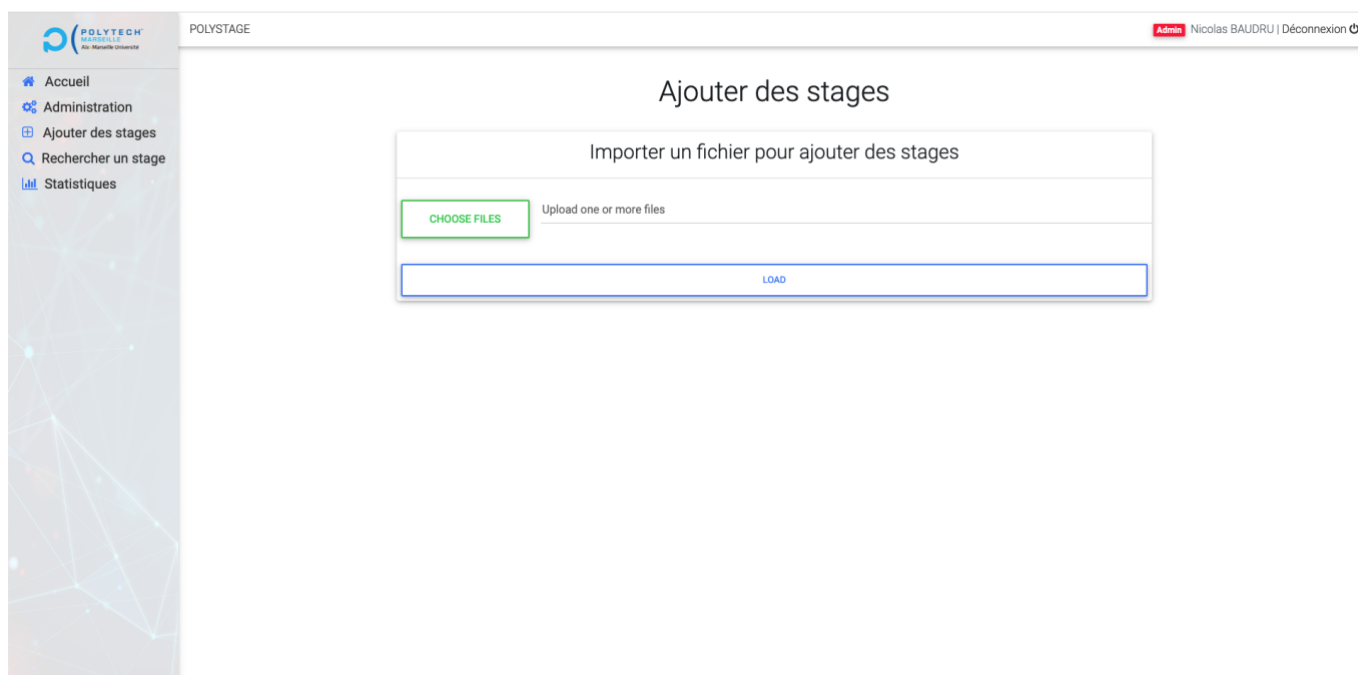 POLYTECH
MARSEILLE
Aix-Marseille Université
POLYSTAGE
Admin Nicolas BAUDRU | Déconnexion
Accueil
Administration
Ajouter des stages
Rechercher un stage
Statistiques
Ajouter des stages
Importer un fichier pour ajouter des stages
CHOOSE FILES
Upload one or more files
LOAD